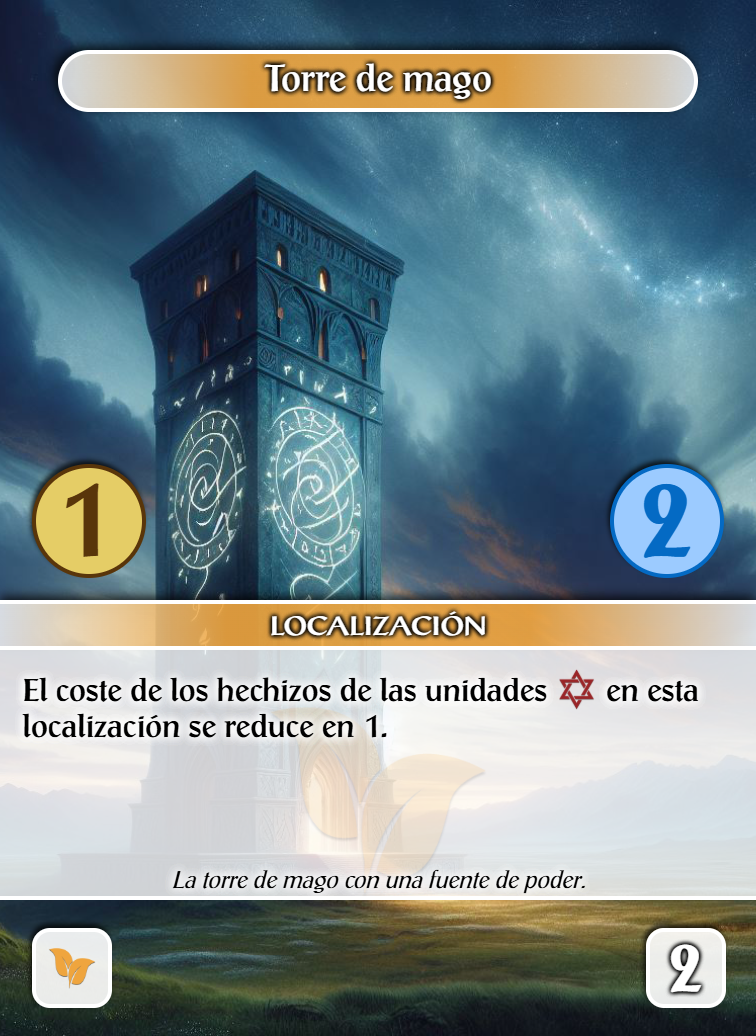 Torre de mago
1
2
LOCALIZACIÓN
El coste de los hechizos de las unidades en esta
localización se reduce en 1.
La torre de mago con una fuente de poder.
2